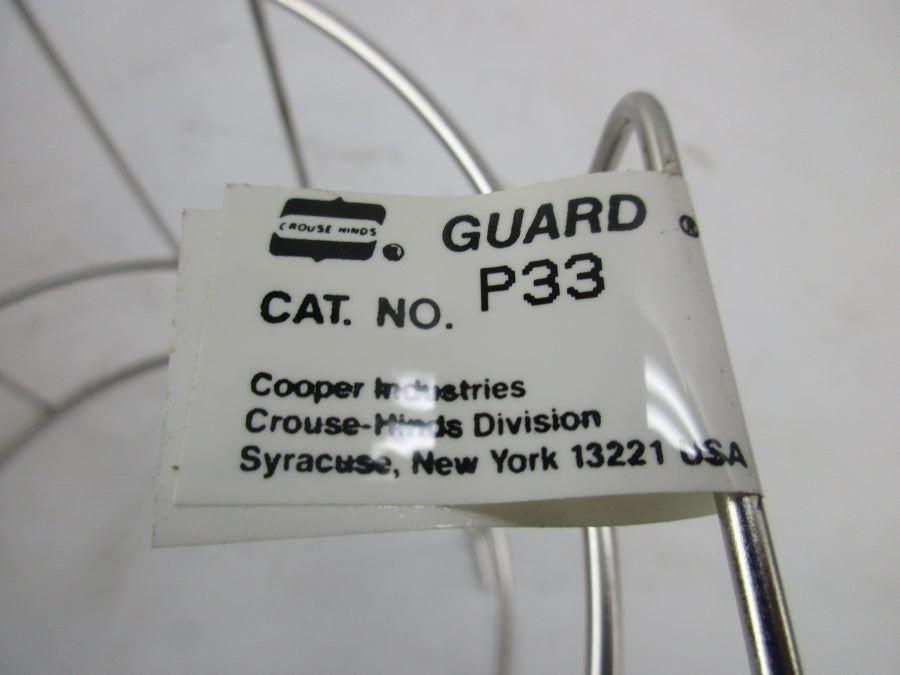 CROUSE HINDS ® GUARD ®
CAT. NO. P33
Cooper Industries
Crouse-Hinds Division
Syracuse, New York 13221 USA